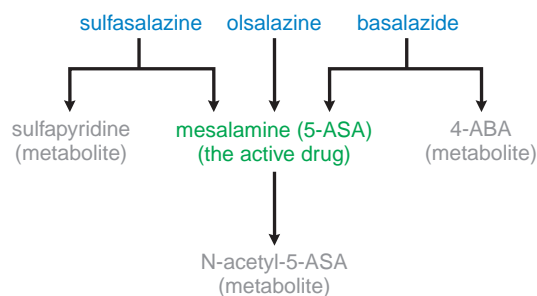 sulfasalazine olsalazine basalazide
sulfapyridine
(metabolite)
mesalamine (5-ASA)
(the active drug)
4-ABA
(metabolite)
N-acetyl-5-ASA
(metabolite)